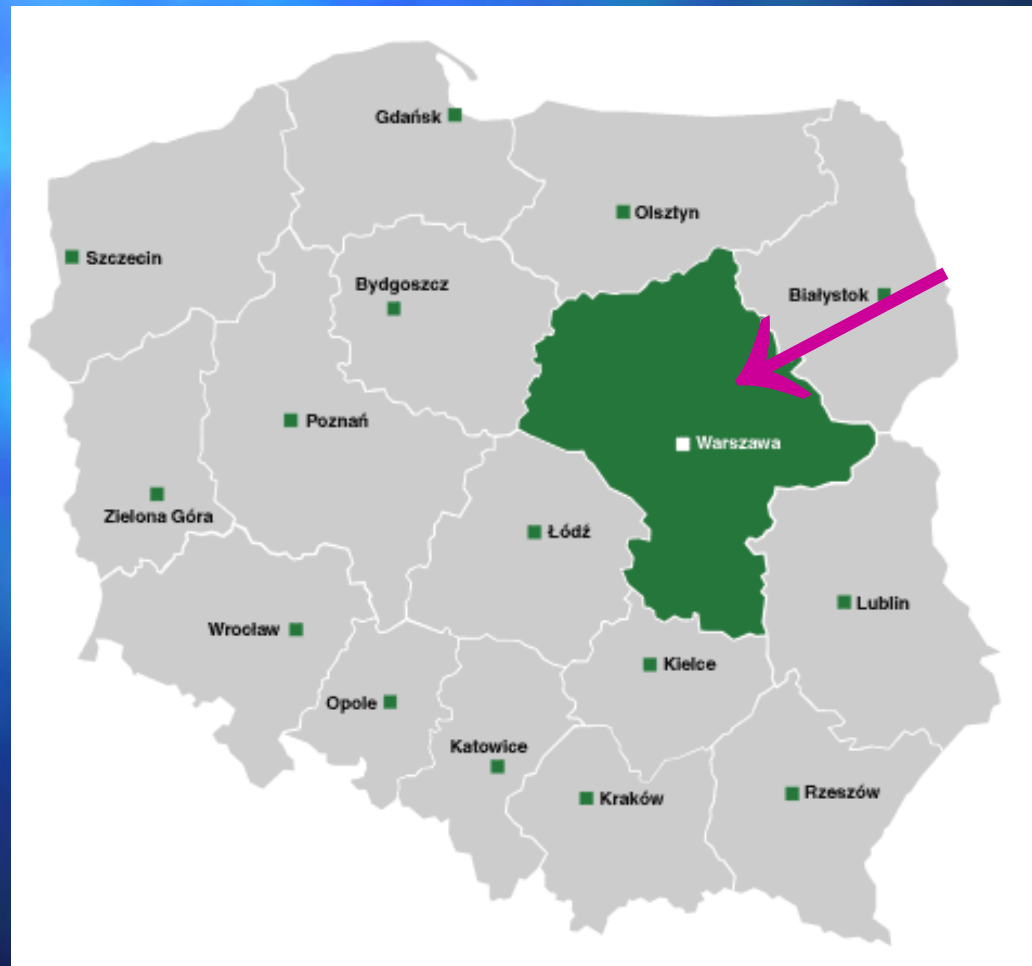 Gdańsk
Olsztyn
Szczecin
Bydgoszcz
Białystok
Poznań
Warszawa
Zielona Góra
Łódź
Lublin
Wrocław
Kielce
Opole
Katowice
Kraków
Rzeszów